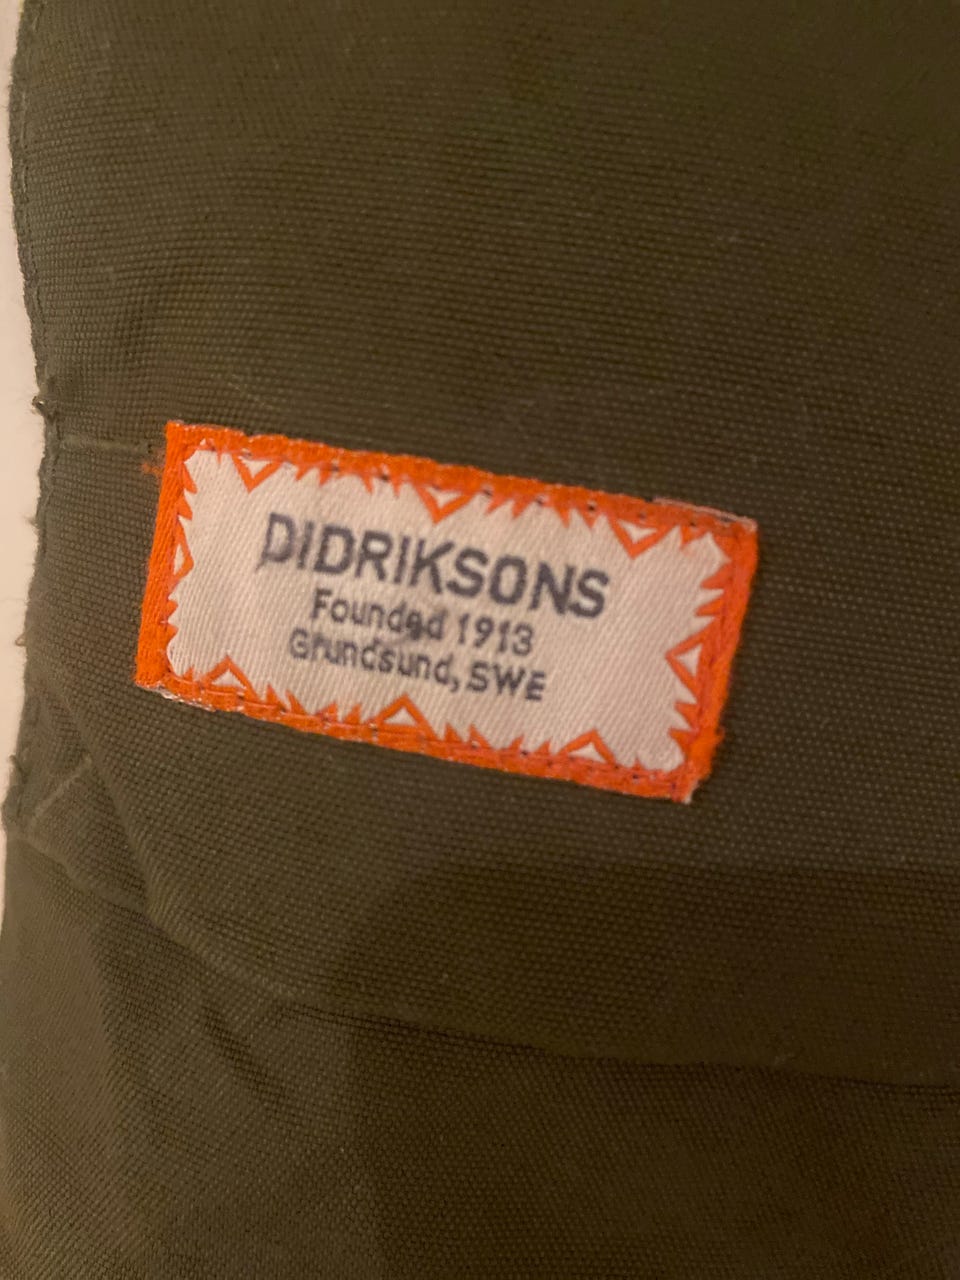 DIDRIKSONS
Founded 1913
Grundsund, SWE